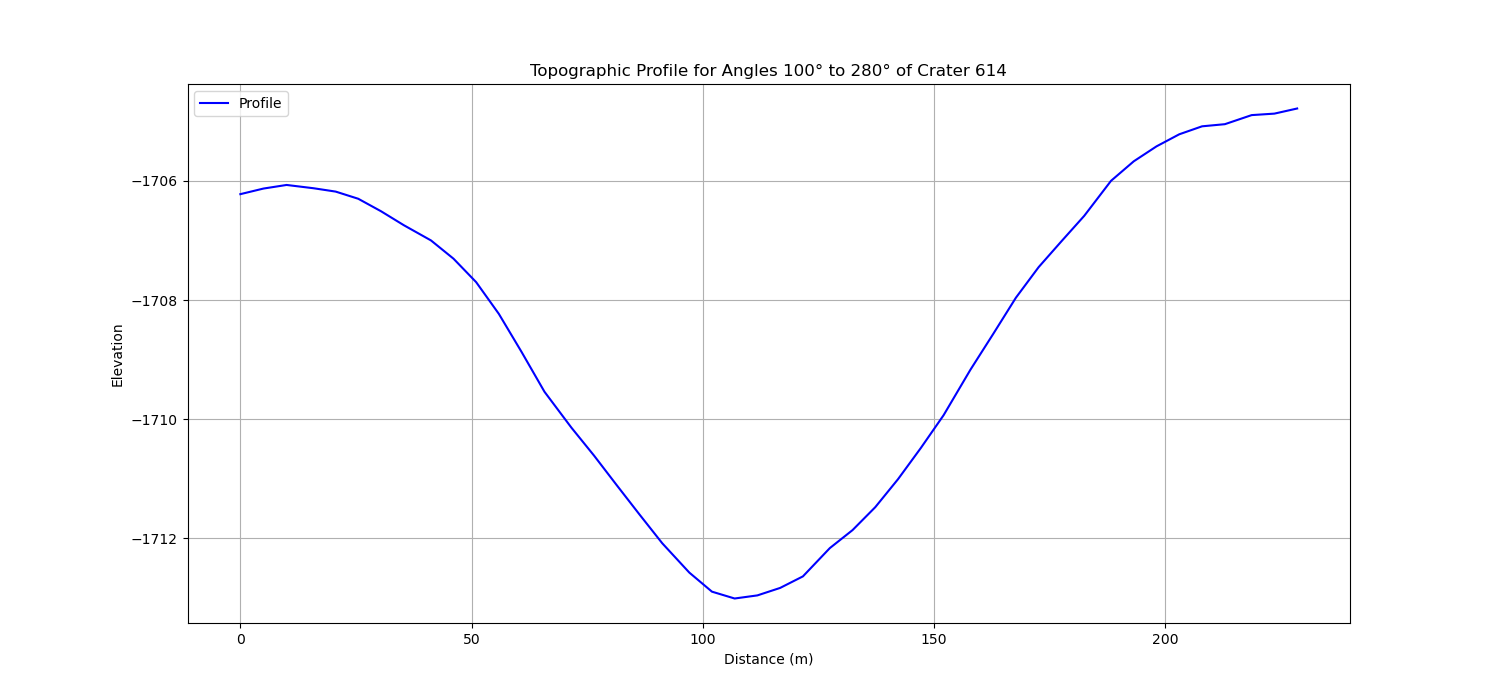 Topographic Profile for Angles 100° to 280° of Crater 614
Profile
−1706
−1708
−1710
−1712
Elevation
0
50
100
150
200
Distance (m)